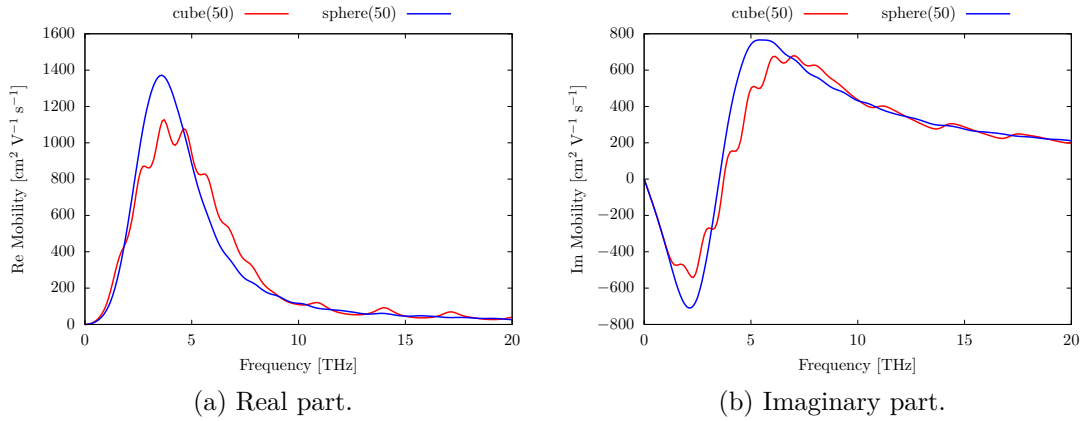 cube(50) sphere(50)
1600
1400
1200
1000
800
600
400
200
0
Re Mobility [cm² V⁻¹ s⁻¹]
0 5 10 15 20
Frequency [THz]
(a) Real part.
cube(50) sphere(50)
800
600
400
200
0
−200
−400
−600
−800
Im Mobility [cm² V⁻¹ s⁻¹]
0 5 10 15 20
Frequency [THz]
(b) Imaginary part.